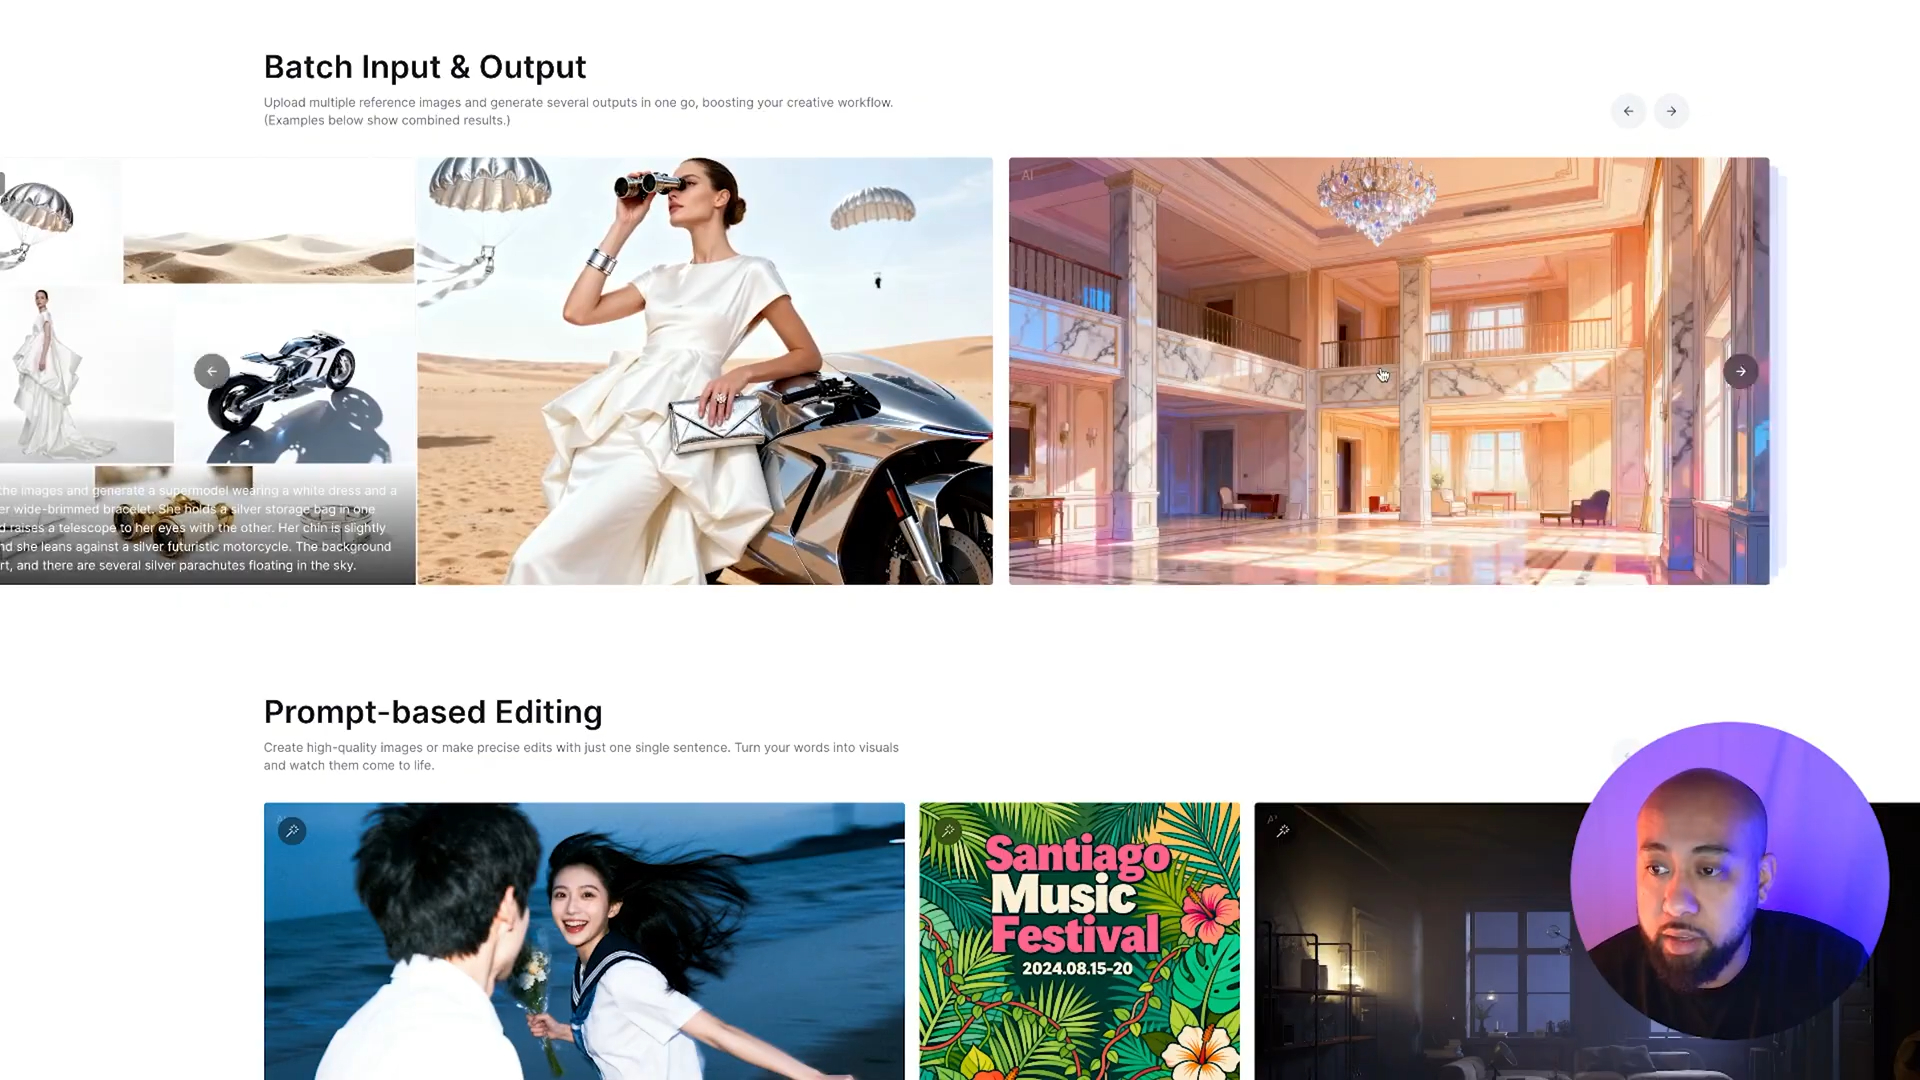 Batch Input & Output
Upload multiple reference images and generate several outputs in one go, boosting your creative workflow.
(Examples below show combined results.)
AI
the images and generate a supermodel wearing a white dress and a
er wide-brimmed bracelet. She holds a silver storage bag in one
d raises a telescope to her eyes with the other. Her chin is slightly
nd she leans against a silver futuristic motorcycle. The background
rt, and there are several silver parachutes floating in the sky.
Prompt-based Editing
Create high-quality images or make precise edits with just one single sentence. Turn your words into visuals
and watch them come to life.
Santiago
Music
Festival
2024.08.15-20